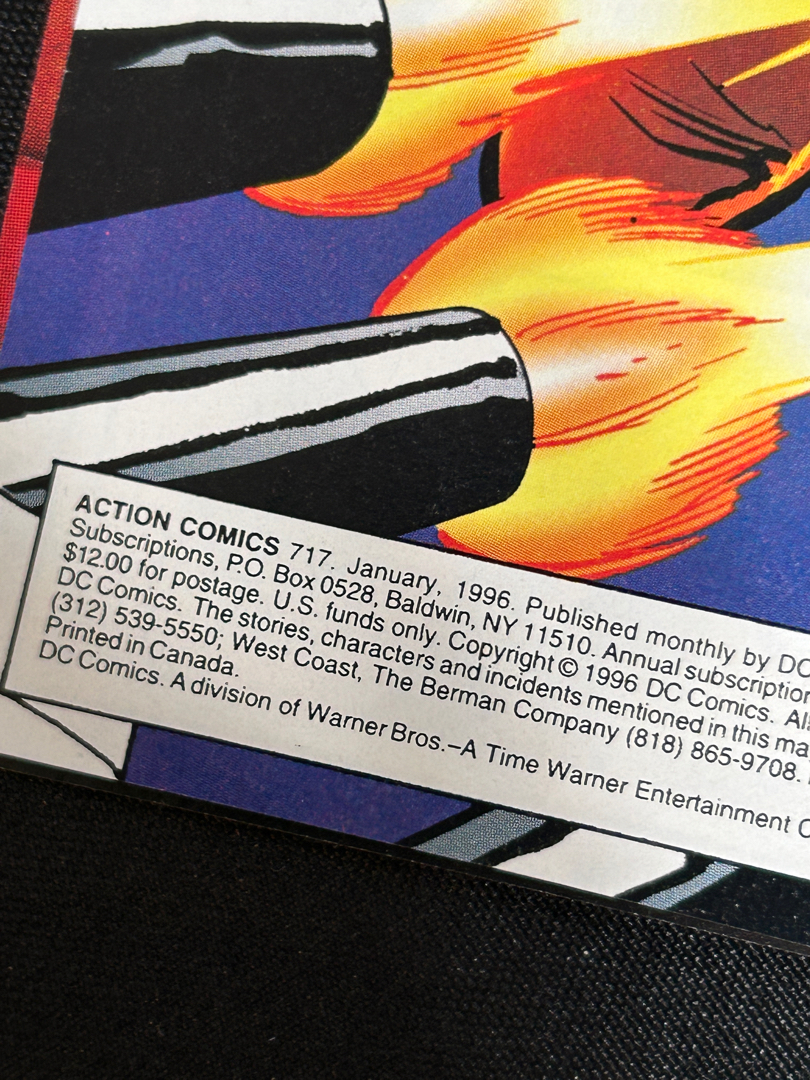 ACTION COMICS 717. January, 1996. Published monthly by DC
Subscriptions, P.O. Box 0528, Baldwin, NY 11510. Annual subscription
$12.00 for postage. U.S. funds only. Copyright © 1996 DC Comics. All
DC Comics. The stories, characters and incidents mentioned in this ma
(312) 539-5550; West Coast, The Berman Company (818) 865-9708.
Printed in Canada.
DC Comics. A division of Warner Bros.–A Time Warner Entertainment C